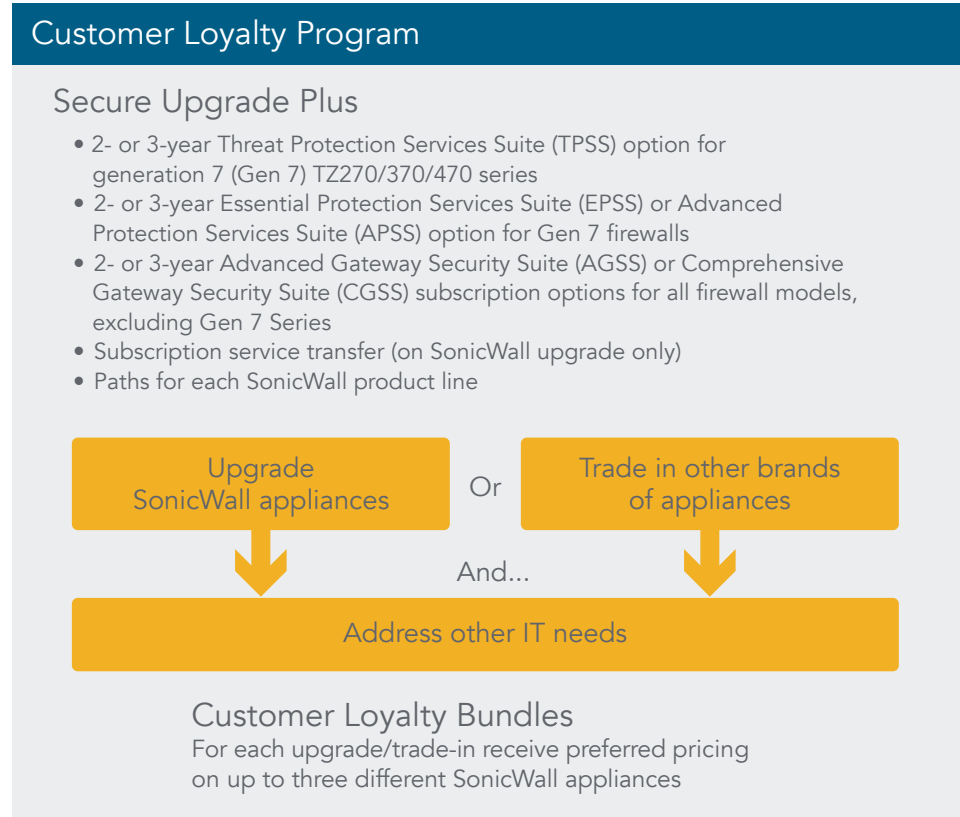 Customer Loyalty Program
Secure Upgrade Plus
• 2- or 3-year Threat Protection Services Suite (TPSS) option for
generation 7 (Gen 7) TZ270/370/470 series
• 2- or 3-year Essential Protection Services Suite (EPSS) or Advanced
Protection Services Suite (APSS) option for Gen 7 firewalls
• 2- or 3-year Advanced Gateway Security Suite (AGSS) or Comprehensive
Gateway Security Suite (CGSS) subscription options for all firewall models,
excluding Gen 7 Series
• Subscription service transfer (on SonicWall upgrade only)
• Paths for each SonicWall product line
Upgrade
SonicWall appliances
Or
Trade in other brands
of appliances
And...
Address other IT needs
Customer Loyalty Bundles
For each upgrade/trade-in receive preferred pricing
on up to three different SonicWall appliances